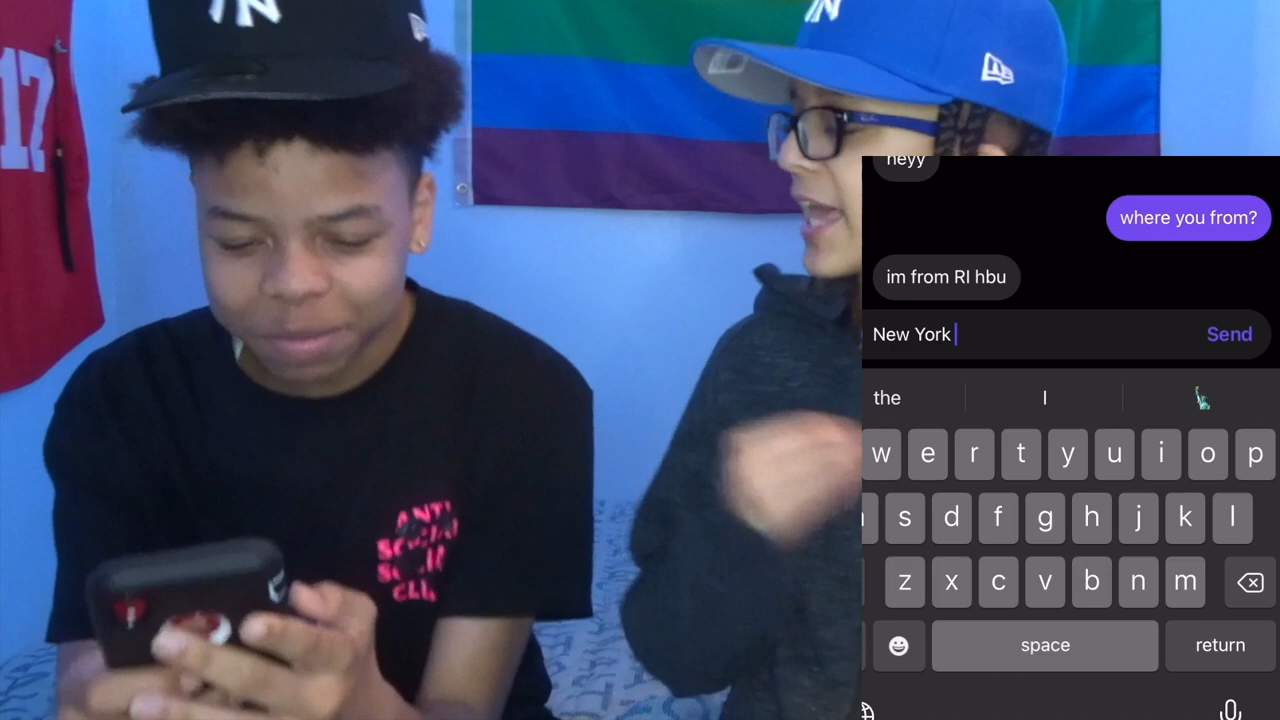 NY
NY
17
heyy
where you from?
im from RI hbu
New York
Send
the
I
w e r t y u i o p
s d f g h j k l
z x c v b n m
space
return
ANTI
SOCIAL
SOCIAL
CLUB